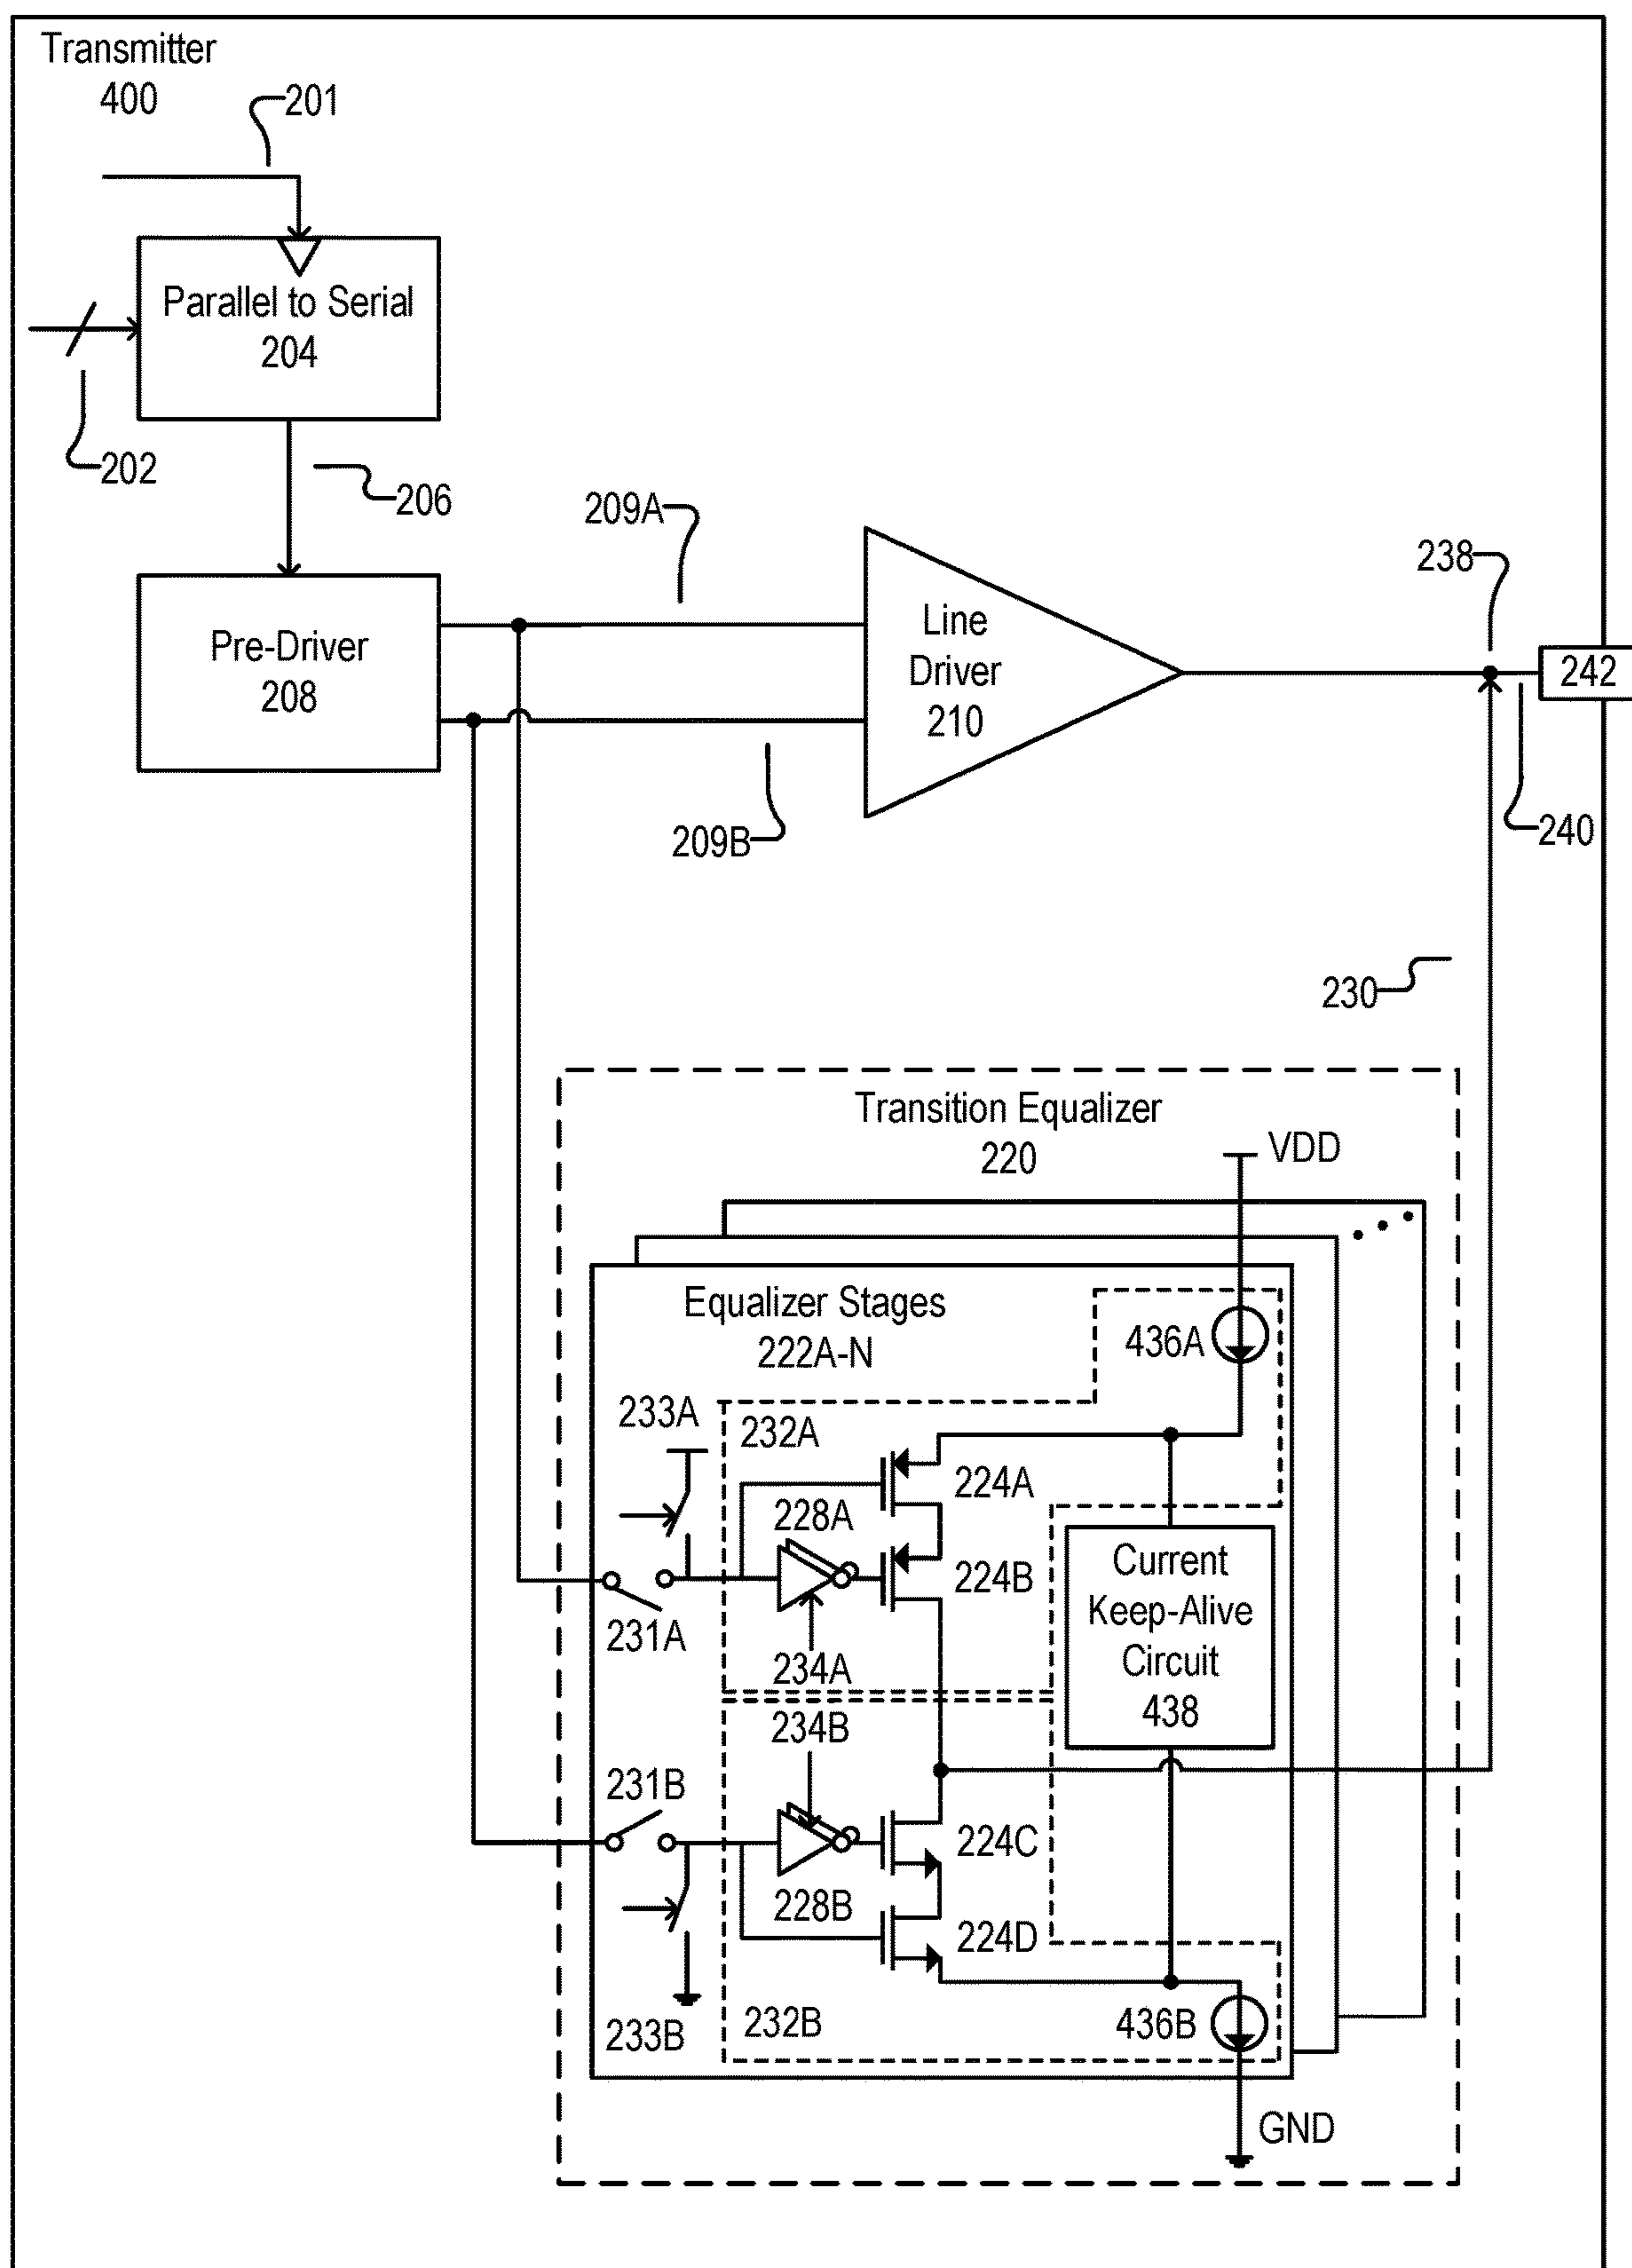 Transmitter
400
201
Parallel to Serial
204
202
206
209A
238
Pre-Driver
208
Line
Driver
210
242
209B
240
230
Transition Equalizer
220
VDD
Equalizer Stages
222A-N
436A
233A
232A
224A
228A
224B
Current
Keep-Alive
Circuit
438
231A
234A
234B
231B
224C
228B
224D
233B
232B
436B
GND